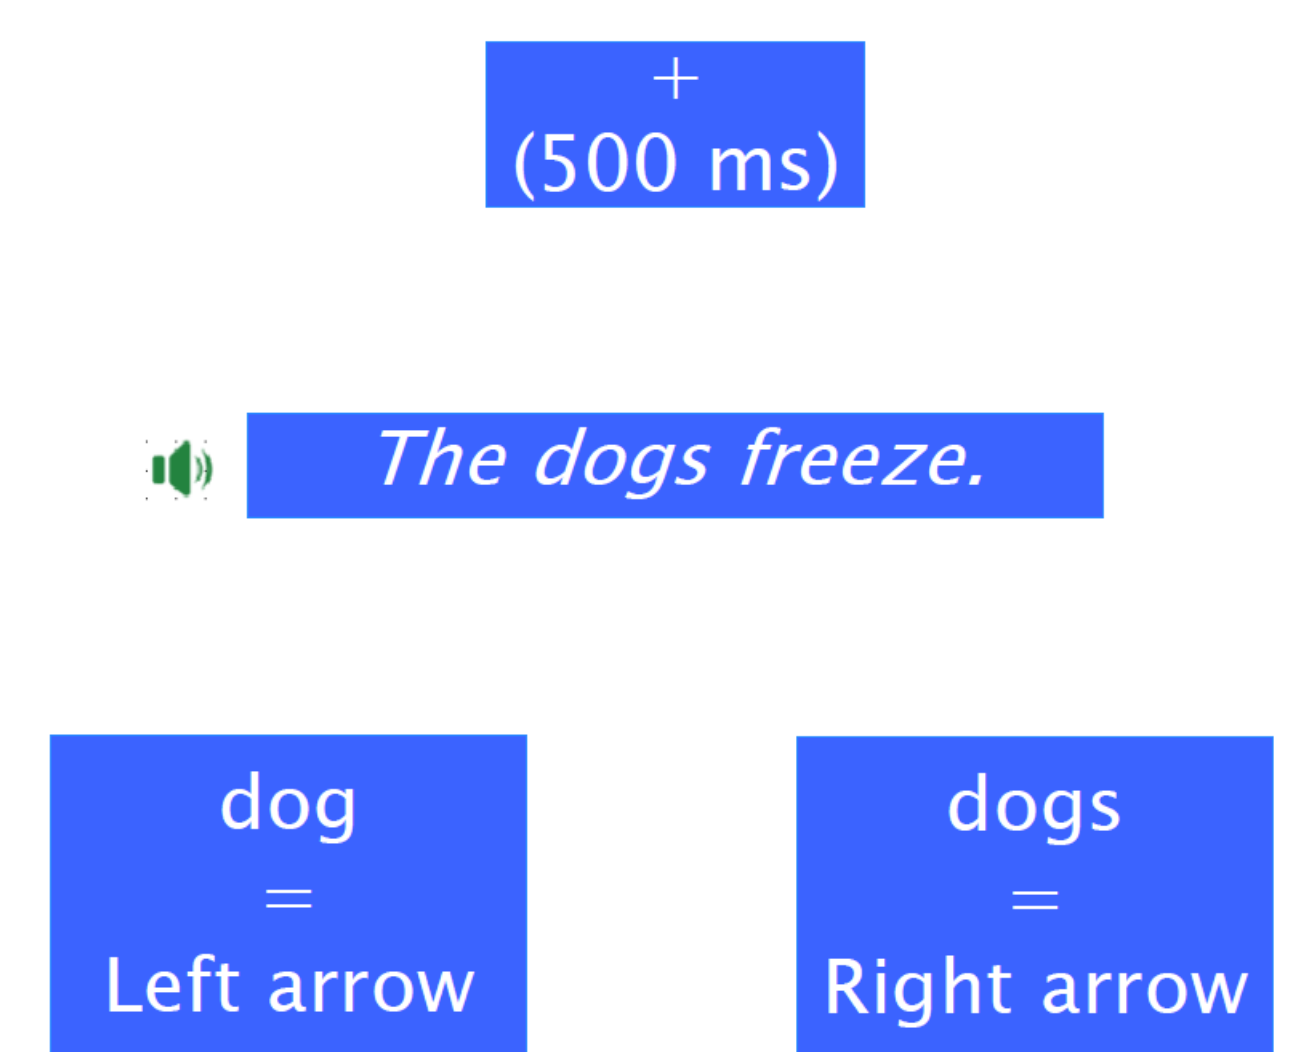 +
(500 ms)
The dogs freeze.
dog
=
Left arrow
dogs
=
Right arrow